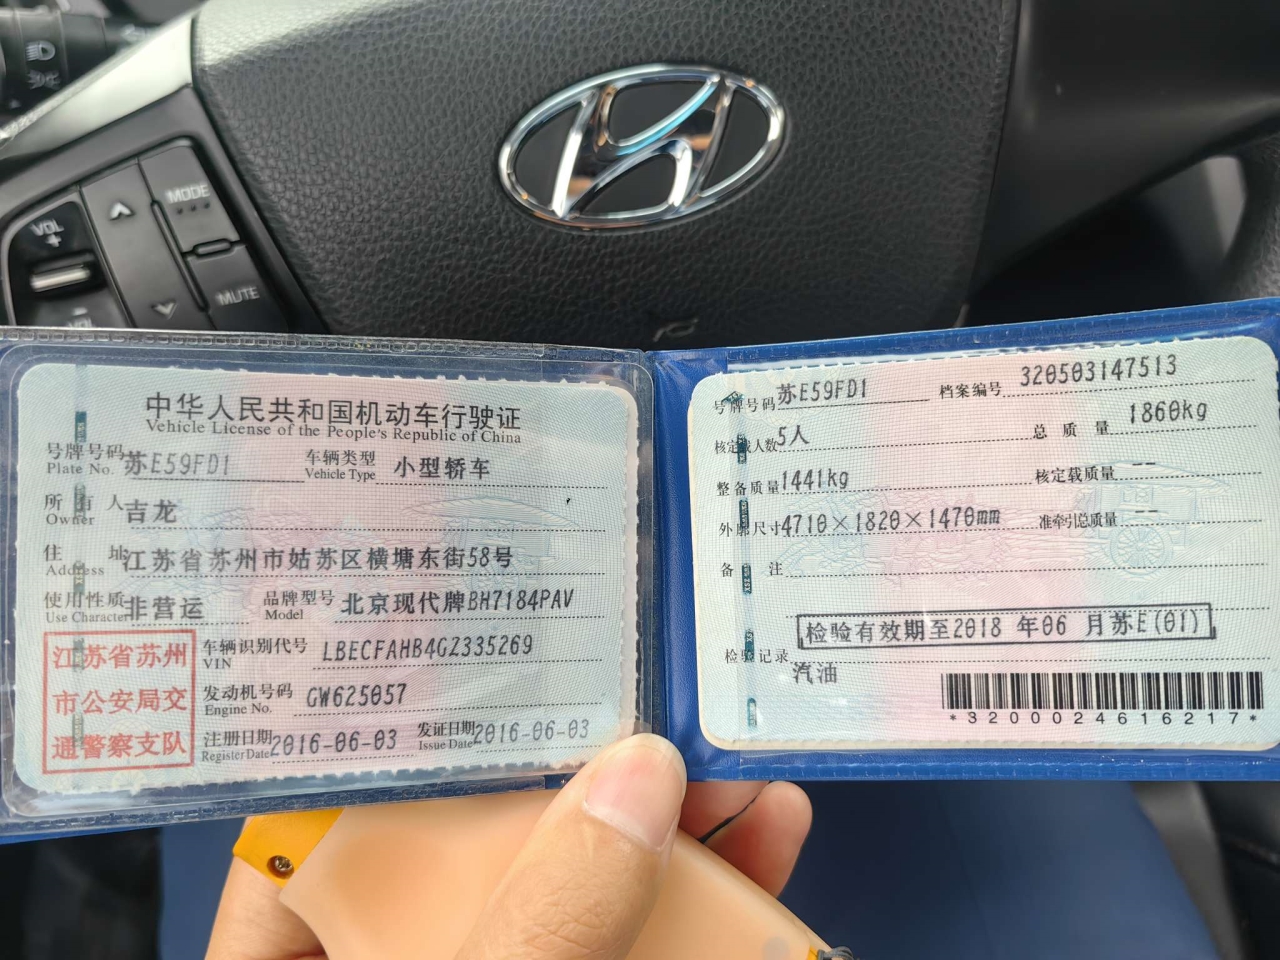 MODE
VOL
+
MUTE
中华人民共和国机动车行驶证
Vehicle License of the People's Republic of China
号牌号码 苏E59FD1 车辆类型 小型轿车
Plate No. Vehicle Type
所有人 吉龙
Owner
住址 江苏省苏州市姑苏区横塘东街58号
Address
使用性质 非营运 品牌型号 北京现代牌BH7184PAV
Use Character Model
江苏省苏州
市公安局交
通警察支队
车辆识别代号 LBECFAHB4GZ335269
VIN
发动机号码 GW625057
Engine No.
注册日期 2016-06-03 发证日期 2016-06-03
Register Date Issue Date
号牌号码 苏E59FD1 档案编号 320503147513
核定载人数 5人 总质量 1860kg
整备质量 1441kg 核定载质量 --
外廓尺寸 4710×1820×1470mm 准牵引总质量 --
备注
检验有效期至2018 年06 月苏E(01)
检验记录
汽油
*3200024616217*